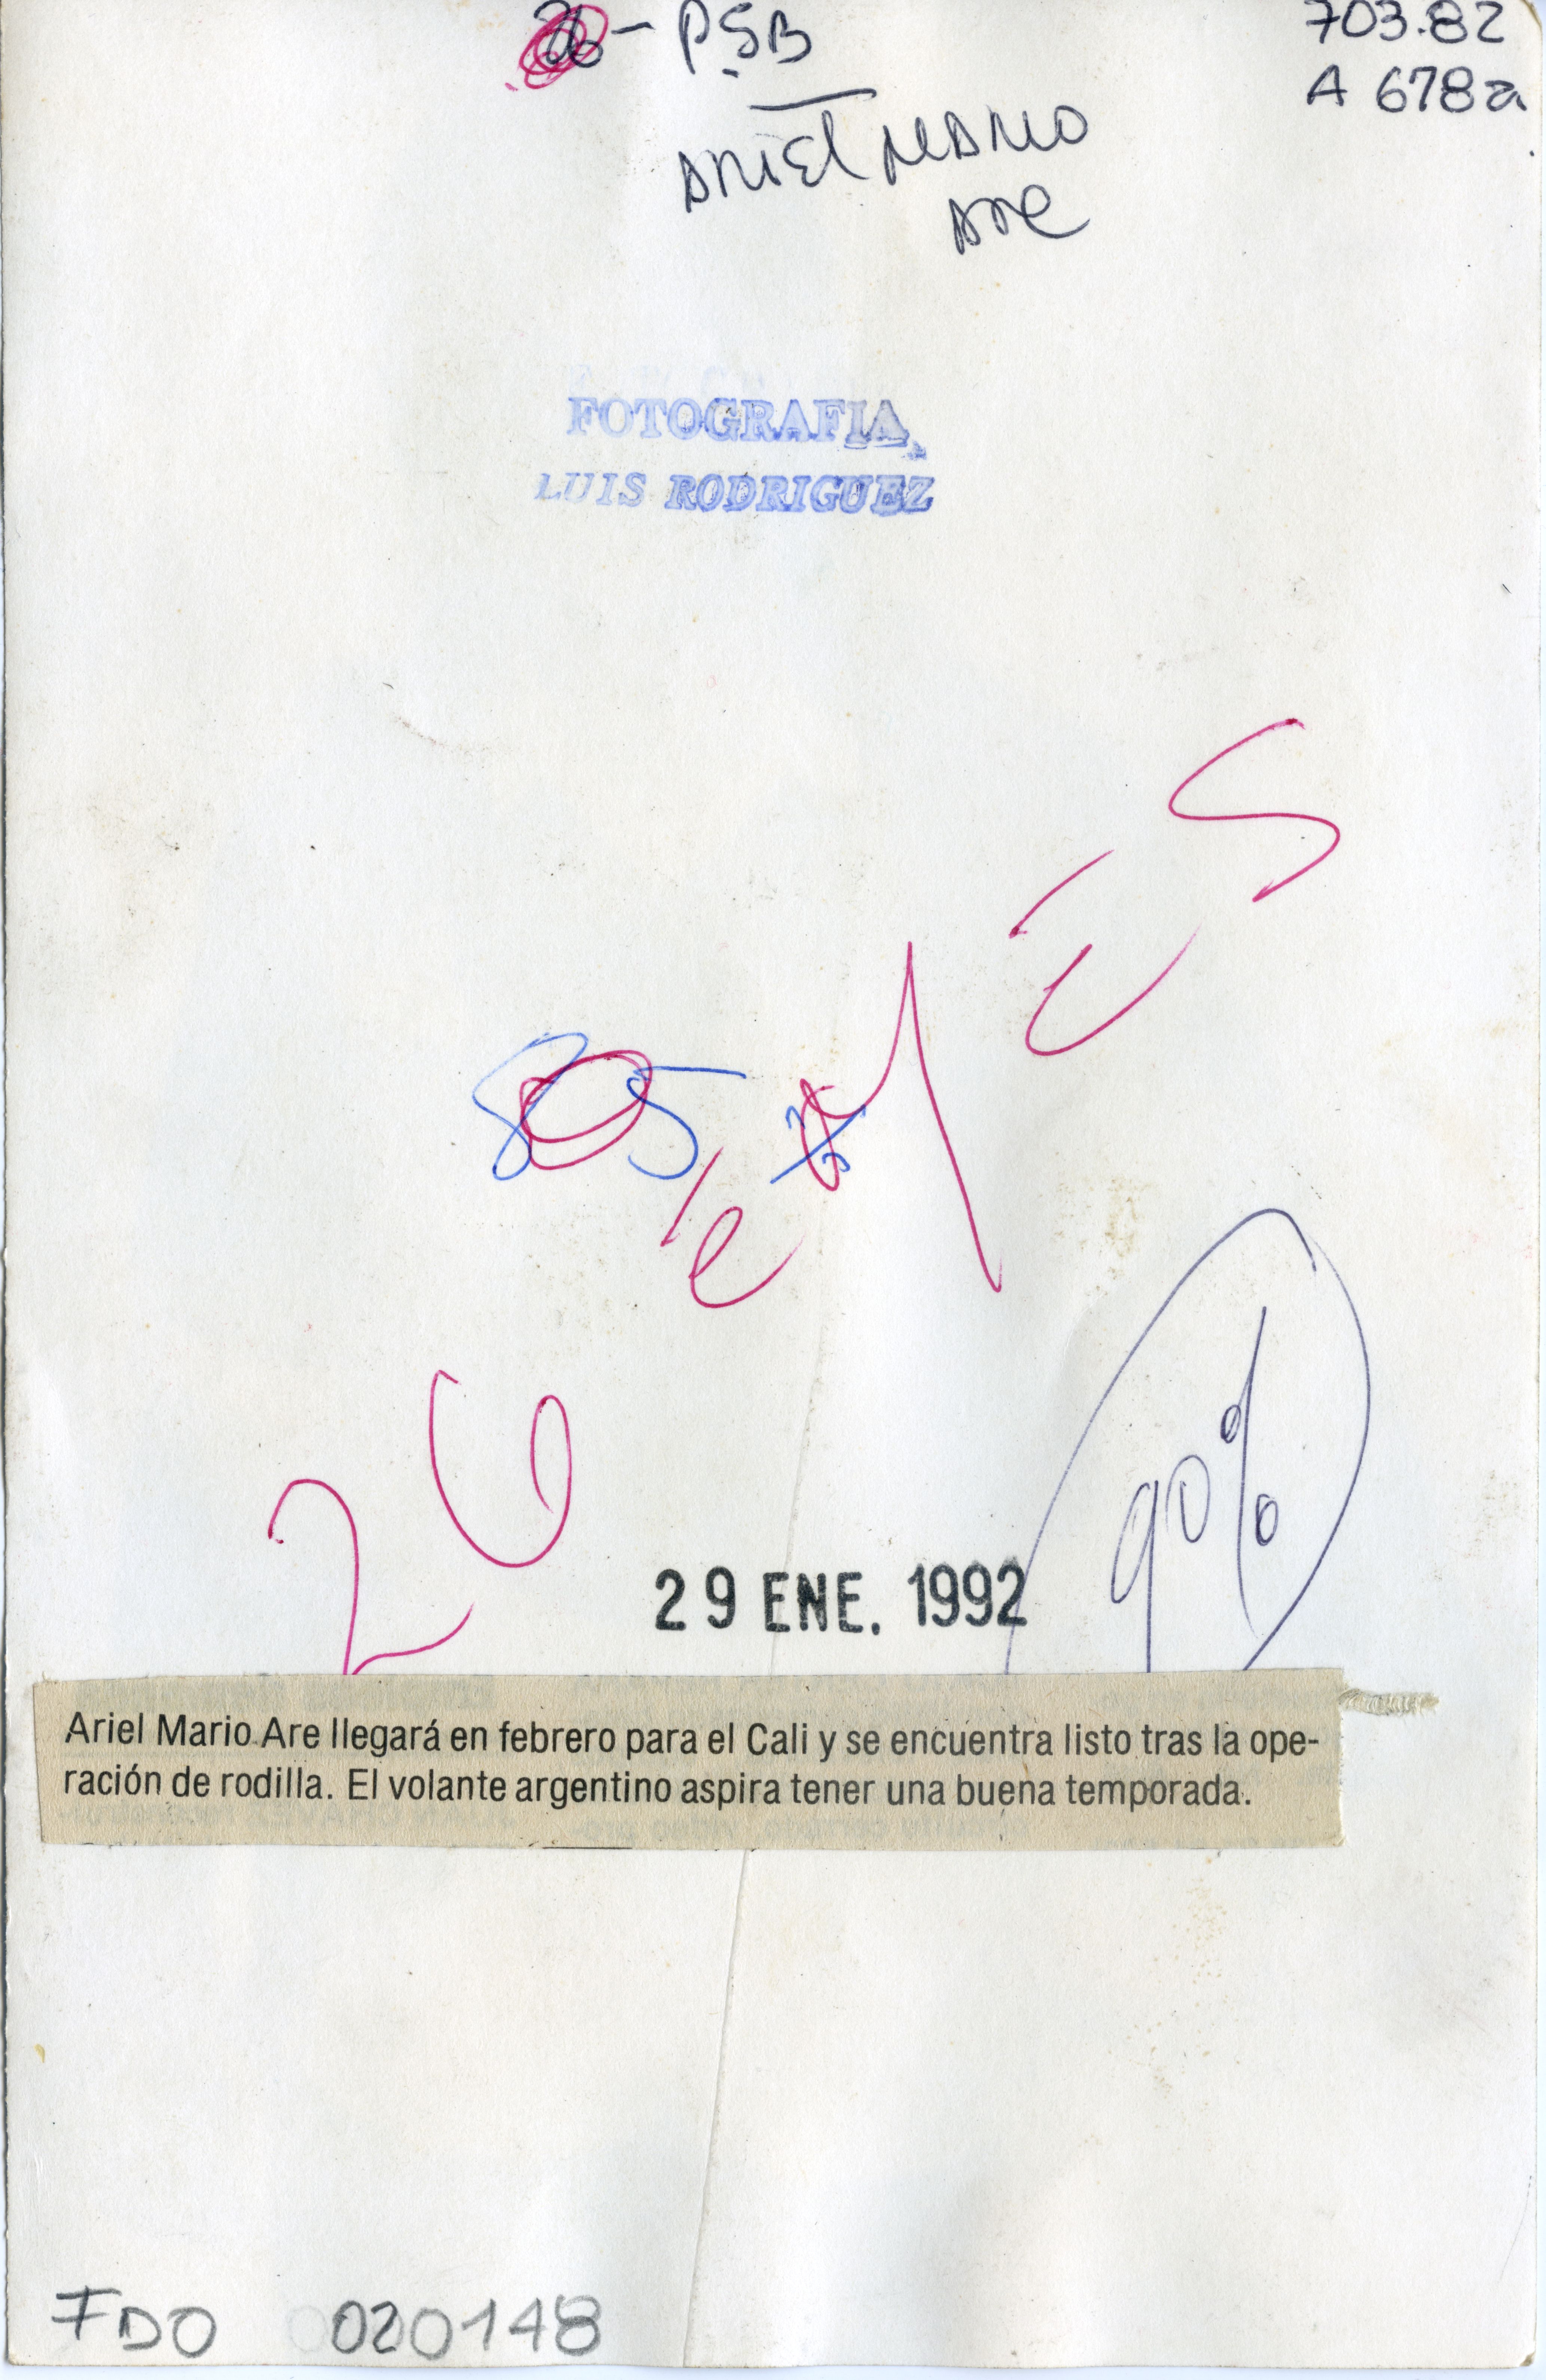 - PSB
703.82
A 678a
Ariel Mario
Are
FOTOGRAFIA
LUIS RODRIGUEZ
90%
29 ENE. 1992
Ariel Mario Are llegará en febrero para el Cali y se encuentra listo tras la ope-
ración de rodilla. El volante argentino aspira tener una buena temporada.
FDO 020148